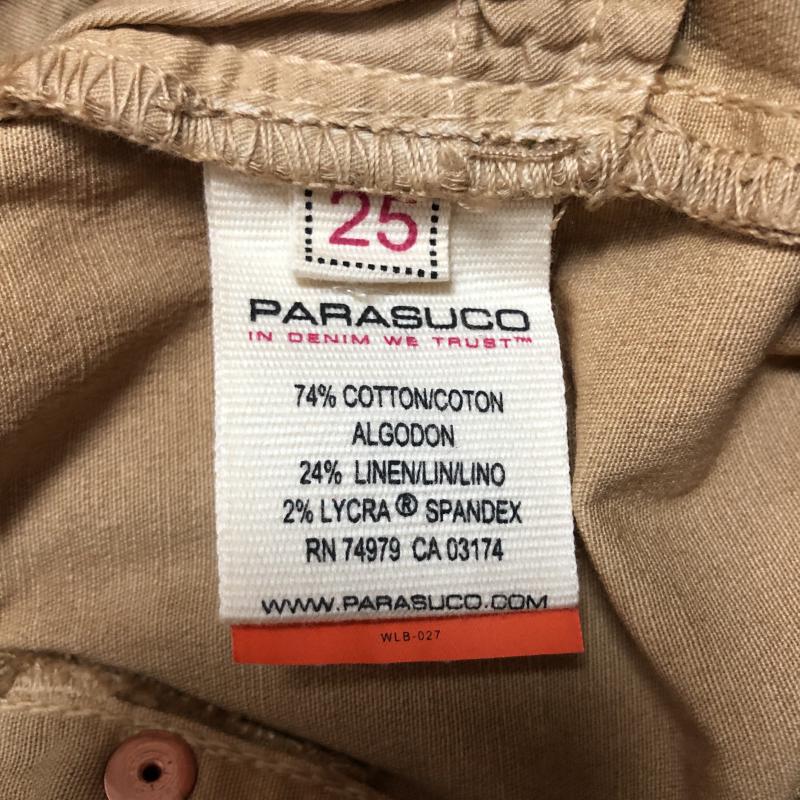 25
PARASUCO
IN DENIM WE TRUST™
74% COTTON/COTON
ALGODON
24% LINEN/LIN/LINO
2% LYCRA® SPANDEX
RN 74979 CA 03174
WWW.PARASUCO.COM
WLB-027